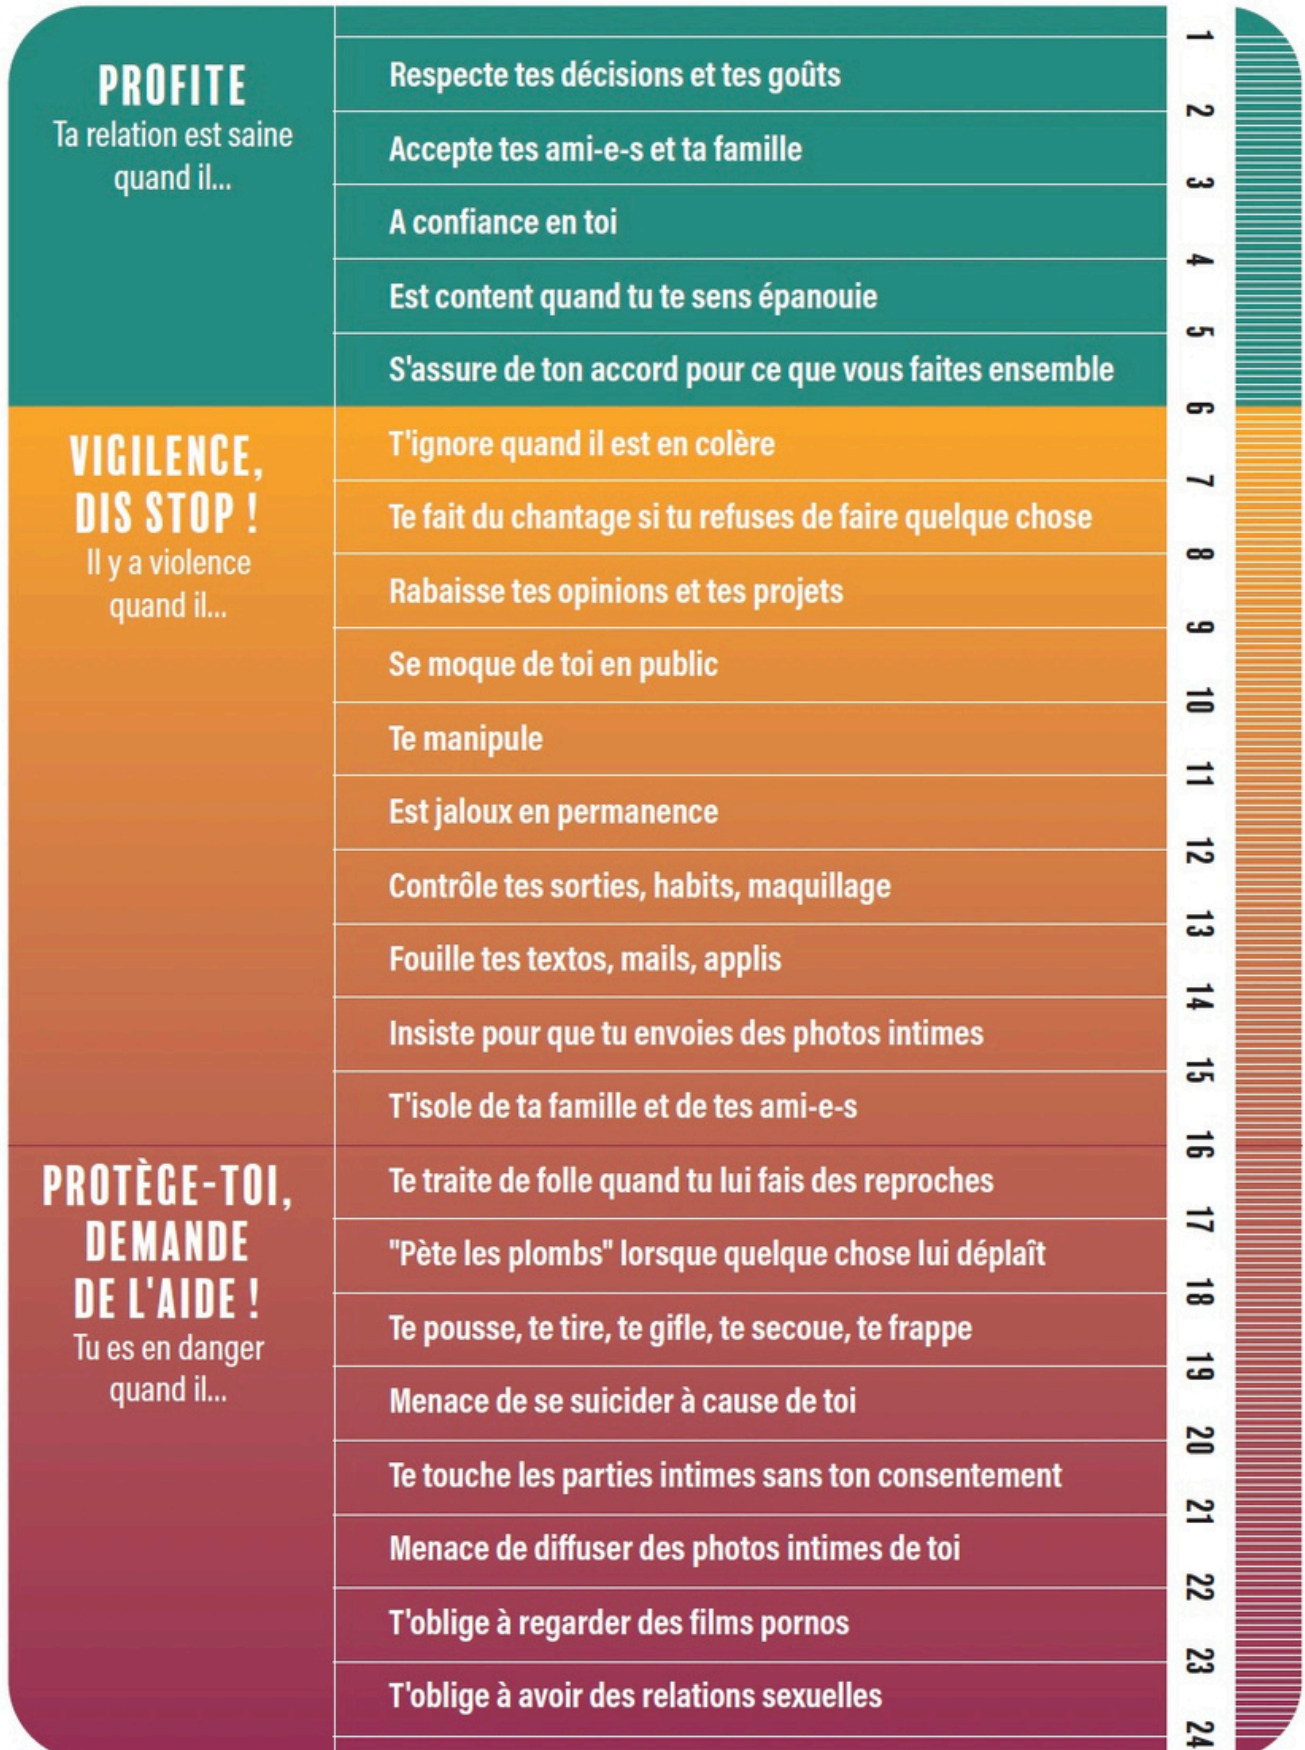 PROFITE
Ta relation est saine
quand il...
Respecte tes décisions et tes goûts
Accepte tes ami-e-s et ta famille
A confiance en toi
Est content quand tu te sens épanouie
S'assure de ton accord pour ce que vous faites ensemble
VIGILENCE,
DIS STOP !
Il y a violence
quand il...
T'ignore quand il est en colère
Te fait du chantage si tu refuses de faire quelque chose
Rabaisse tes opinions et tes projets
Se moque de toi en public
Te manipule
Est jaloux en permanence
Contrôle tes sorties, habits, maquillage
Fouille tes textos, mails, applis
Insiste pour que tu envoies des photos intimes
T'isole de ta famille et de tes ami-e-s
PROTÈGE-TOI,
DEMANDE
DE L'AIDE !
Tu es en danger
quand il...
Te traite de folle quand tu lui fais des reproches
"Pète les plombs" lorsque quelque chose lui déplaît
Te pousse, te tire, te gifle, te secoue, te frappe
Menace de se suicider à cause de toi
Te touche les parties intimes sans ton consentement
Menace de diffuser des photos intimes de toi
T'oblige à regarder des films pornos
T'oblige à avoir des relations sexuelles
1
2
3
4
5
6
7
8
9
10
11
12
13
14
15
16
17
18
19
20
21
22
23
24